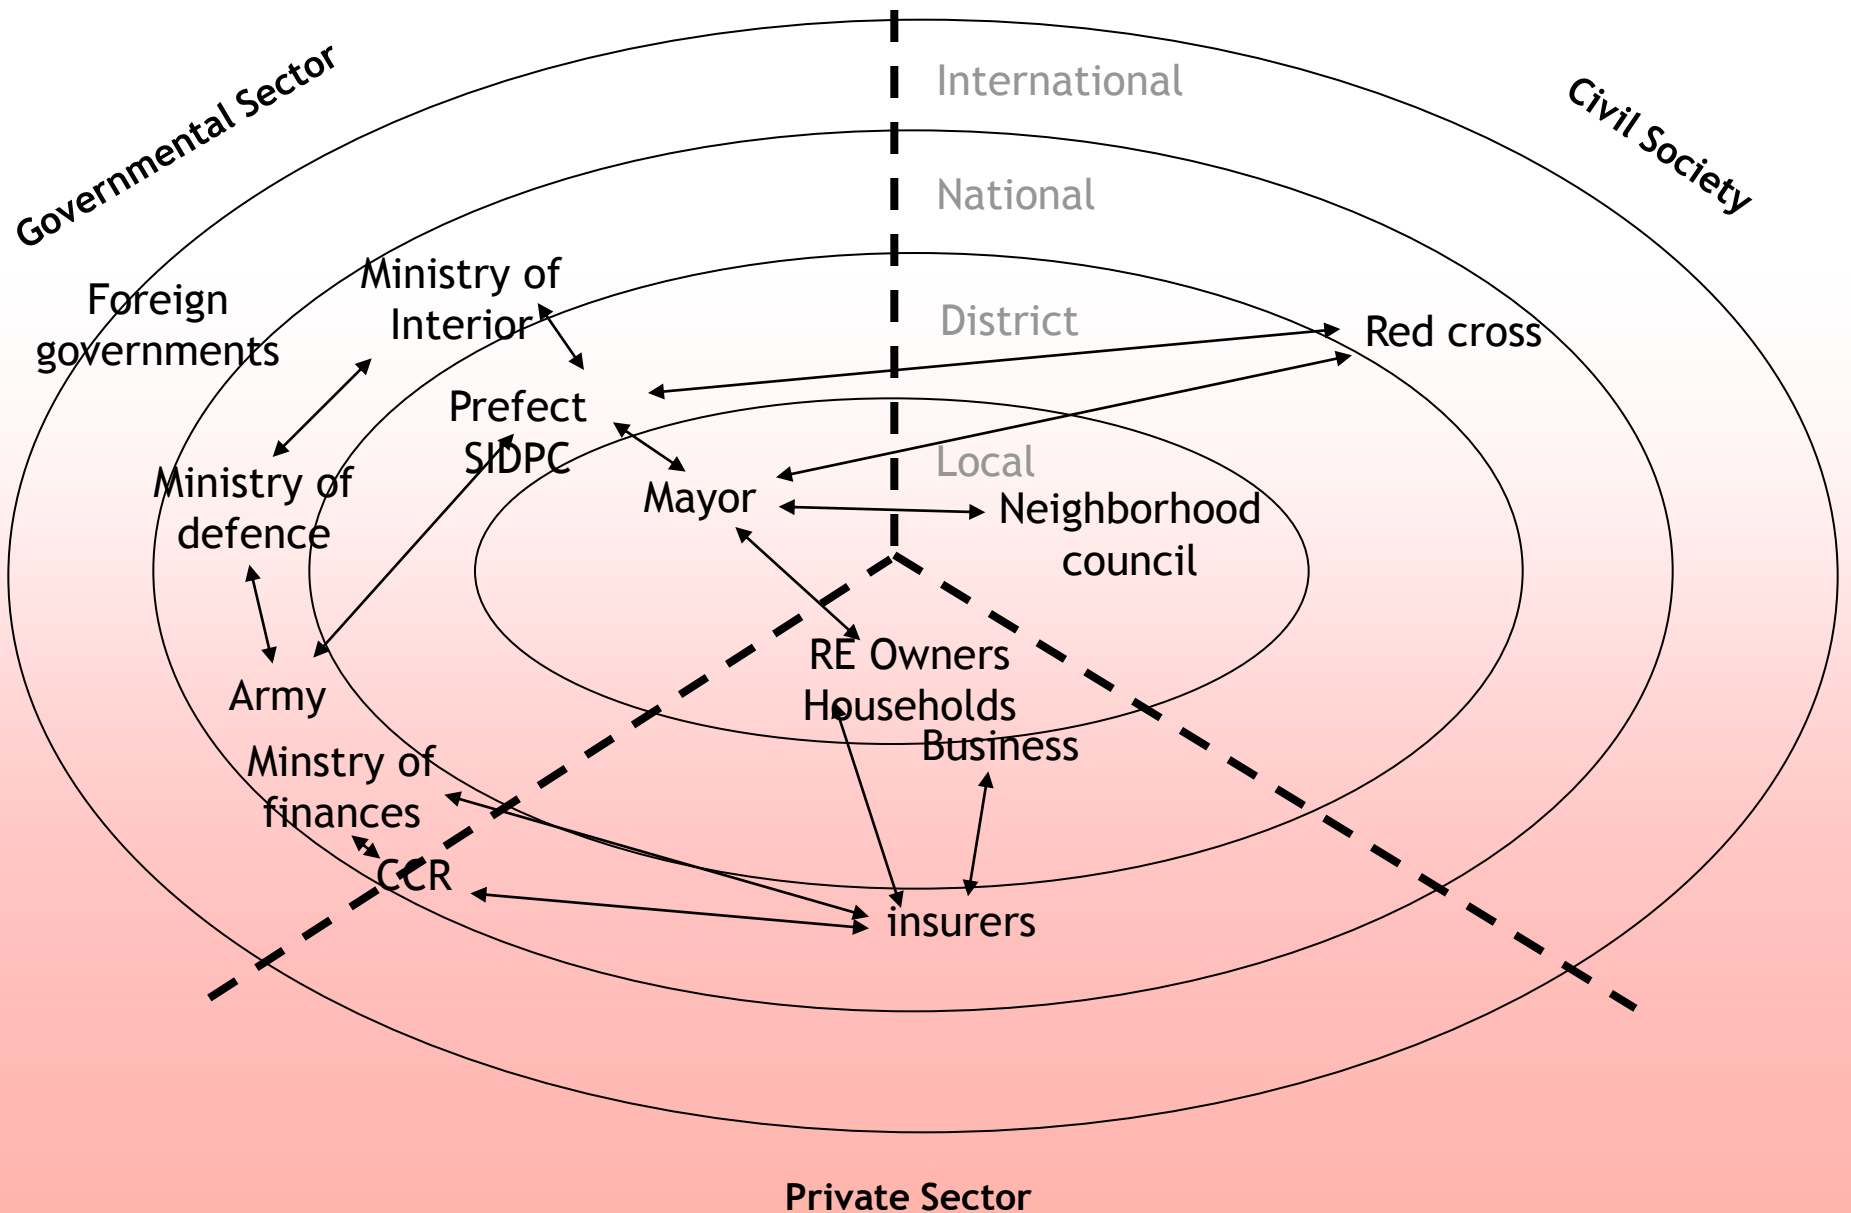 Governmental Sector
Civil Society
International
National
District
Local
Foreign
governments
Ministry of
Interior
Red cross
Prefect
SIDPC
Ministry of
defence
Mayor
Neighborhood
council
RE Owners
Households
Business
Army
Minstry of
finances
CCR
insurers
Private Sector